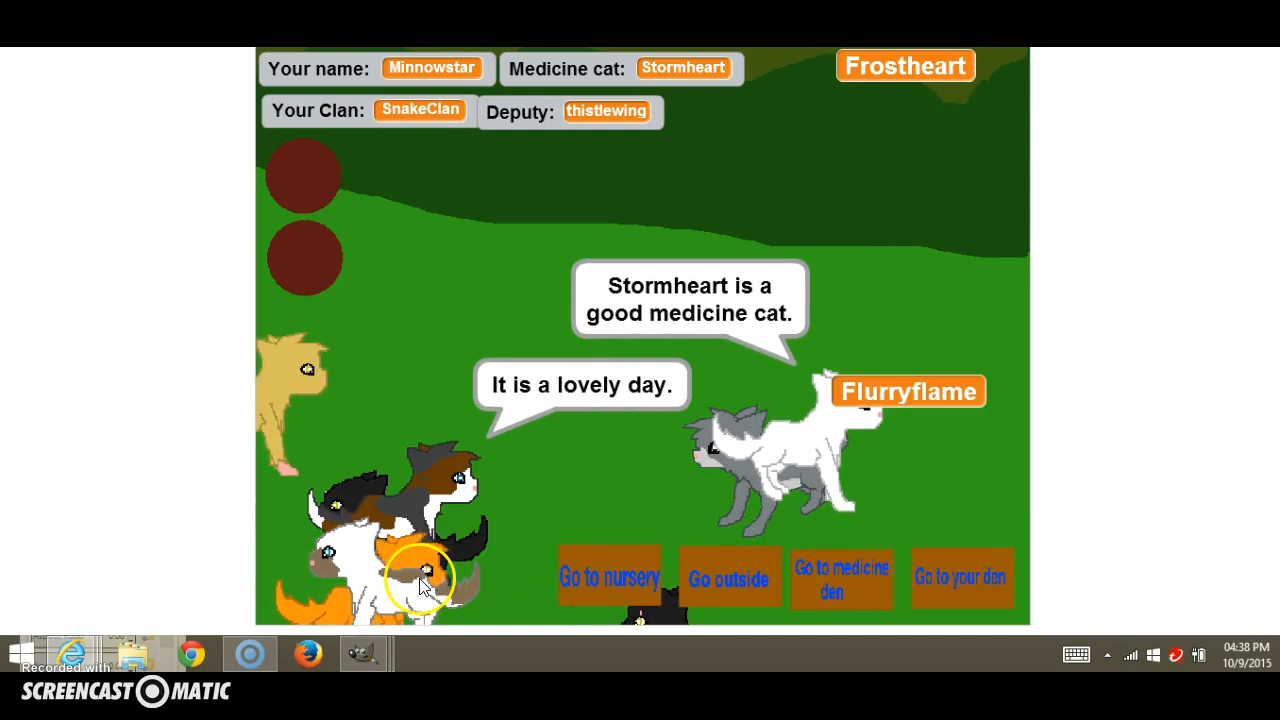 Your name: Minnowstar Medicine cat: Stormheart Frostheart
Your Clan: SnakeClan Deputy: thistlewing
Stormheart is a
good medicine cat.
It is a lovely day.
Flurryflame
Go to nursery
Go outside
Go to medicine
den
Go to your den
04:38 PM
10/9/2015
Recorded with
SCREENCAST MATIC